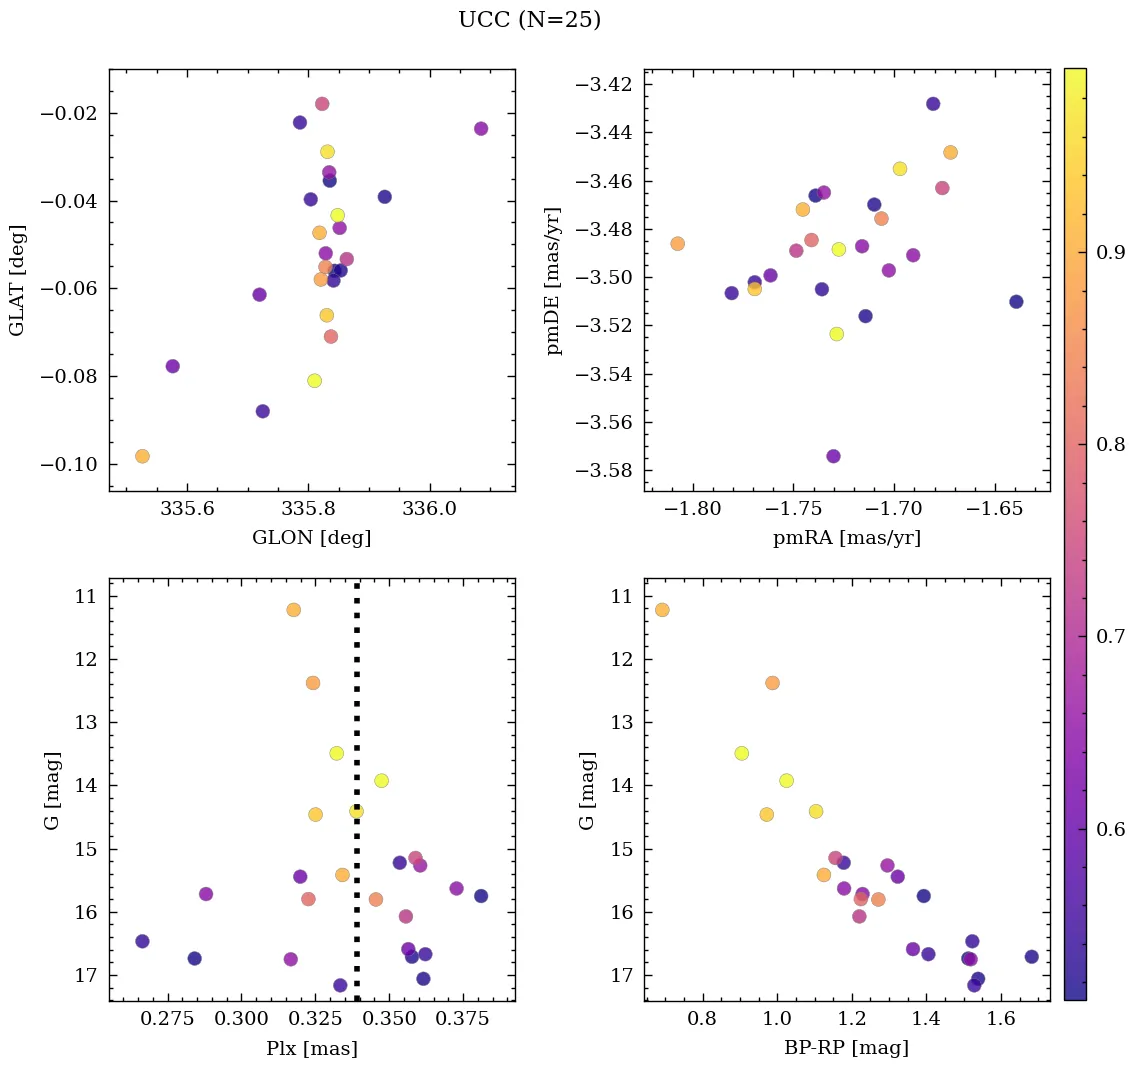 UCC (N=25)
−0.02
−0.04
−0.06
−0.08
−0.10
GLAT [deg]
335.6 335.8 336.0
GLON [deg]
−3.42
−3.44
−3.46
−3.48
−3.50
−3.52
−3.54
−3.56
−3.58
pmDE [mas/yr]
−1.80 −1.75 −1.70 −1.65
pmRA [mas/yr]
0.9
0.8
0.7
0.6
11
12
13
14
15
16
17
G [mag]
0.275 0.300 0.325 0.350 0.375
Plx [mas]
11
12
13
14
15
16
17
G [mag]
0.8 1.0 1.2 1.4 1.6
BP-RP [mag]